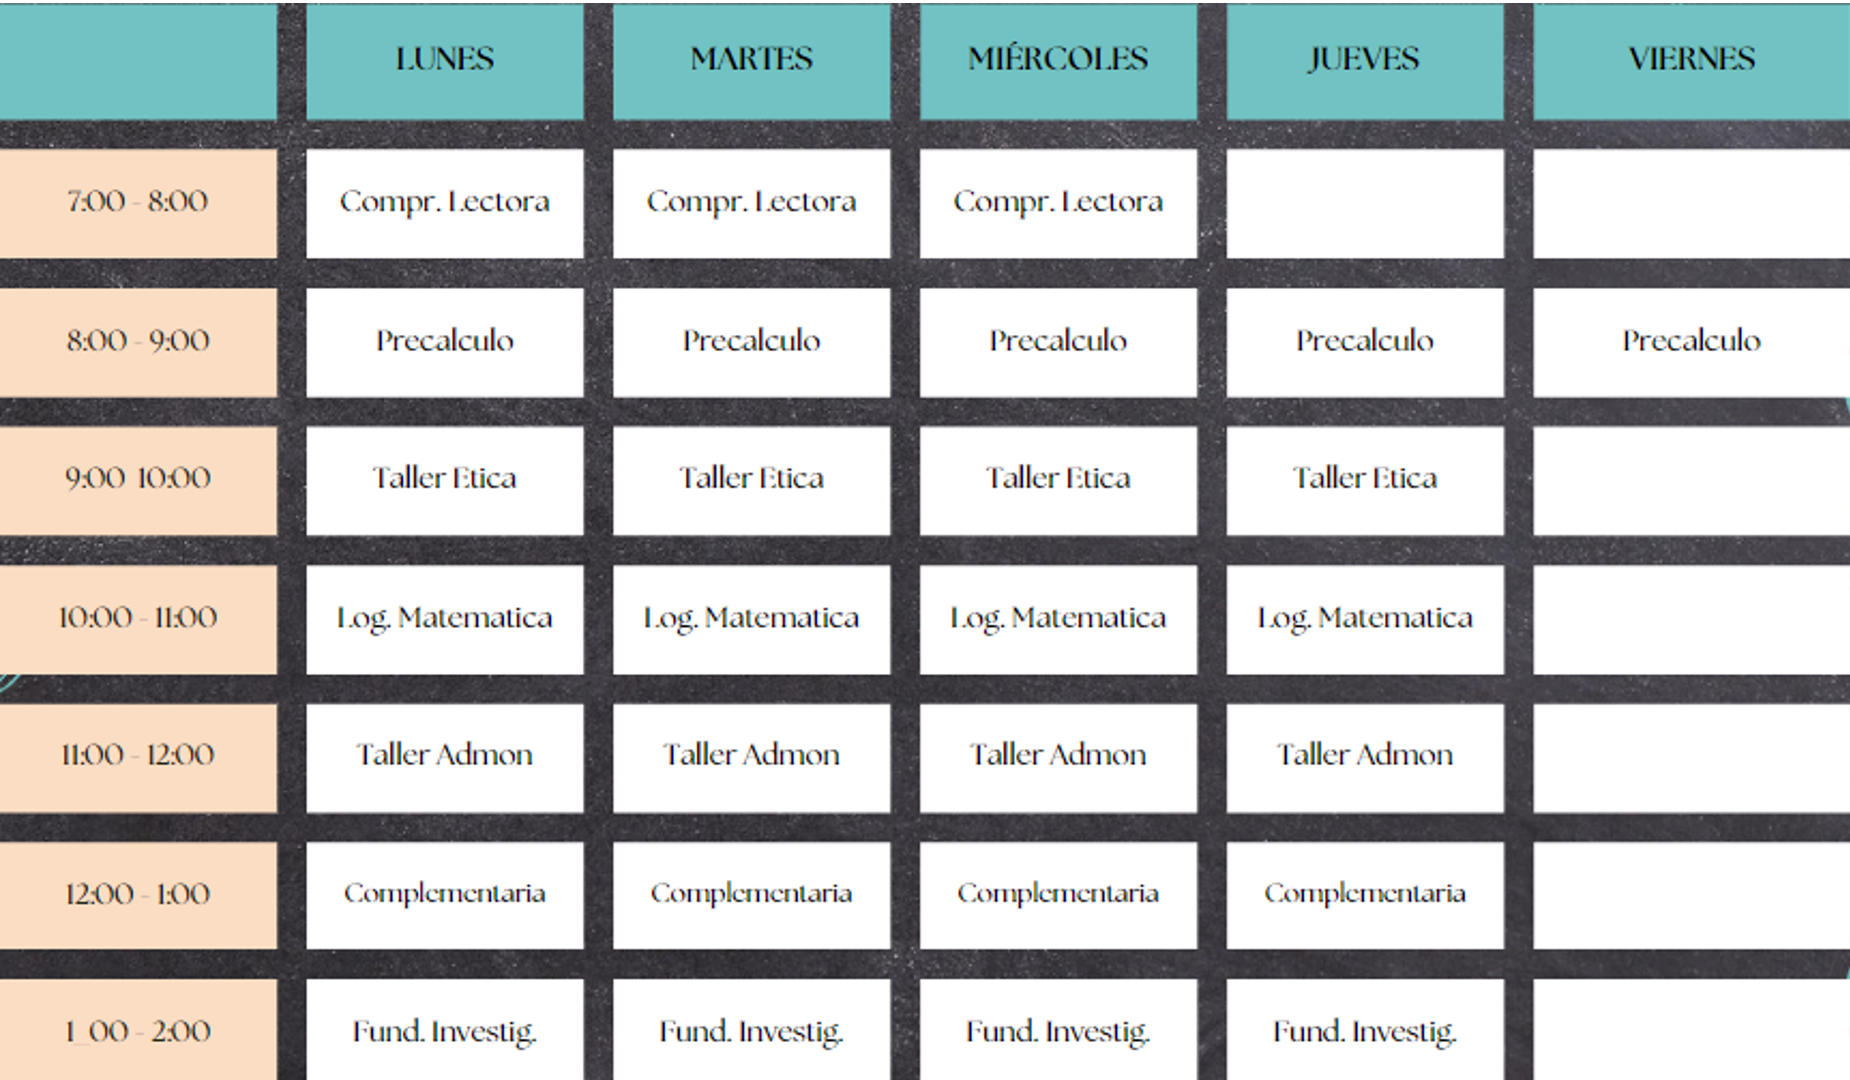 LUNES MARTES MIÉRCOLES JUEVES VIERNES
7:00 - 8:00 Compr. Lectora Compr. Lectora Compr. Lectora
8:00 - 9:00 Precalculo Precalculo Precalculo Precalculo Precalculo
9:00 10:00 Taller Etica Taller Etica Taller Etica Taller Etica
10:00 - 11:00 Log. Matematica Log. Matematica Log. Matematica Log. Matematica
11:00 - 12:00 Taller Admon Taller Admon Taller Admon Taller Admon
12:00 - 1:00 Complementaria Complementaria Complementaria Complementaria
1_00 - 2:00 Fund. Investig. Fund. Investig. Fund. Investig. Fund. Investig.